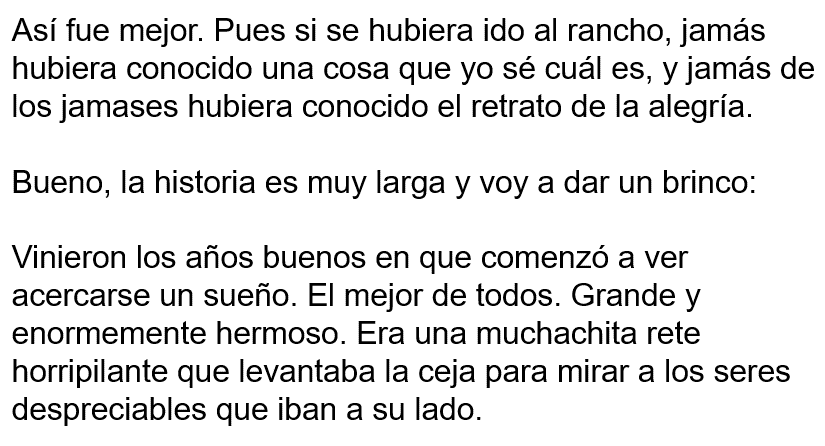 Así fue mejor. Pues si se hubiera ido al rancho, jamás
hubiera conocido una cosa que yo sé cuál es, y jamás de
los jamases hubiera conocido el retrato de la alegría.
Bueno, la historia es muy larga y voy a dar un brinco:
Vinieron los años buenos en que comenzó a ver
acercarse un sueño. El mejor de todos. Grande y
enormemente hermoso. Era una muchachita rete
horripilante que levantaba la ceja para mirar a los seres
despreciables que iban a su lado.